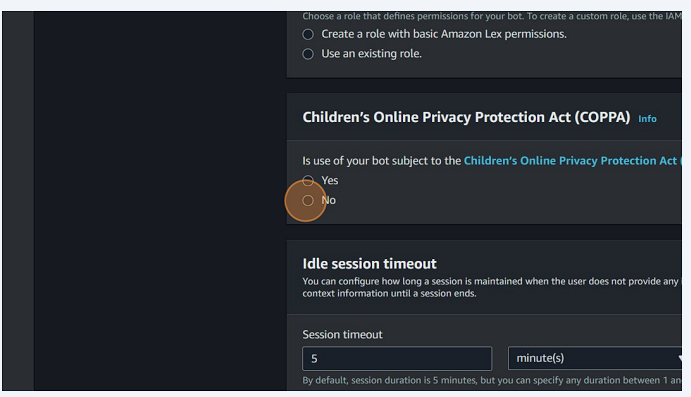 Choose a role that defines permissions for your bot. To create a custom role, use the IAM
Create a role with basic Amazon Lex permissions.
Use an existing role.
Children's Online Privacy Protection Act (COPPA) Info
Is use of your bot subject to the Children's Online Privacy Protection Act (
Yes
No
Idle session timeout
You can configure how long a session is maintained when the user does not provide any
context information until a session ends.
Session timeout
5 minute(s)
By default, session duration is 5 minutes, but you can specify any duration between 1 an